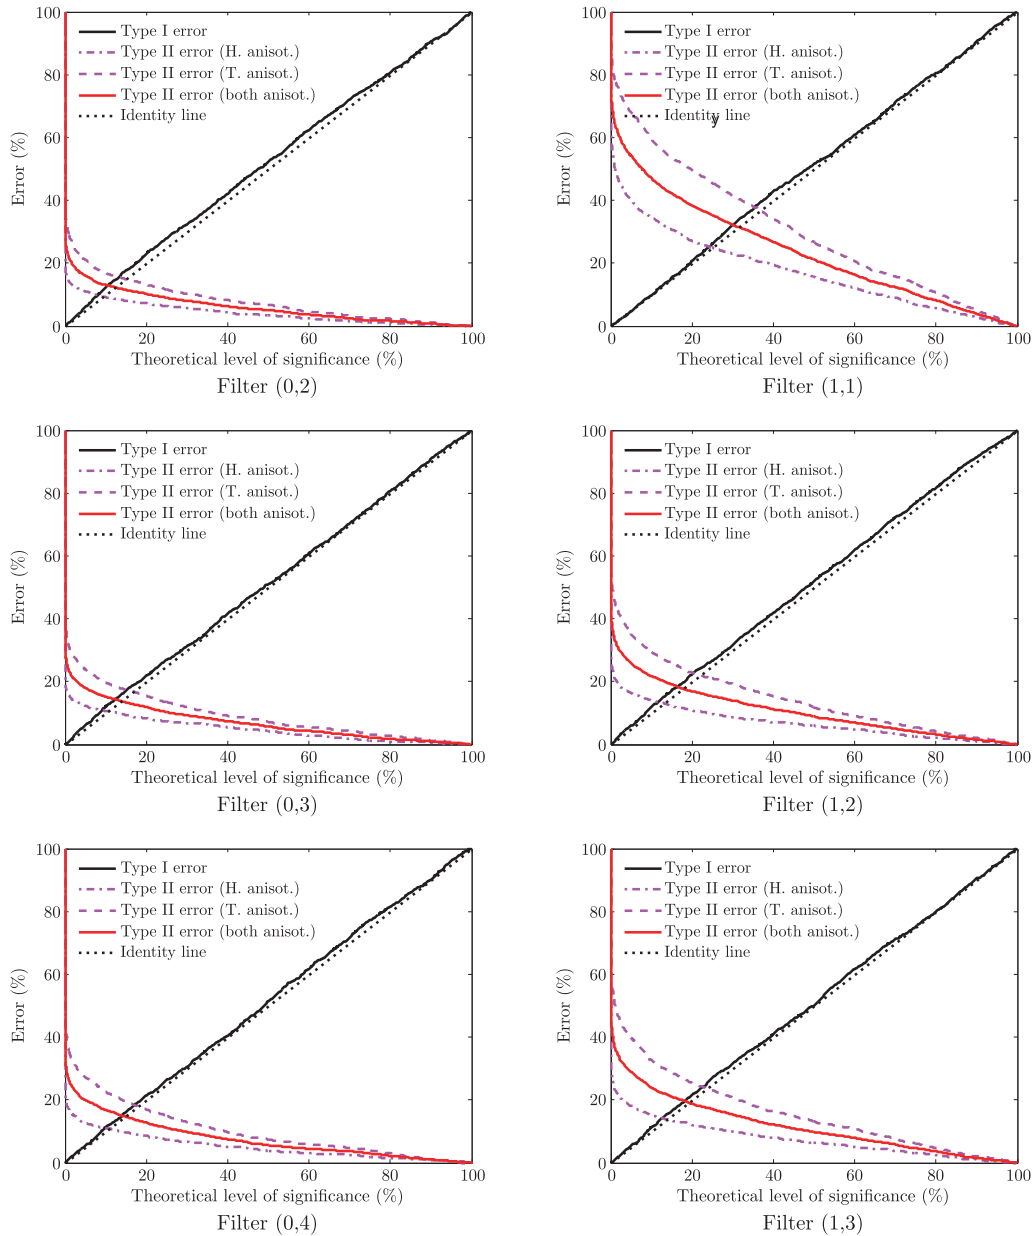 100
80
60
40
20
0
Error (%)
Type I error
Type II error (H. anisot.)
Type II error (T. anisot.)
Type II error (both anisot.)
Identity line
0 20 40 60 80 100
Theoretical level of significance (%)
Filter (0,2)
100
80
60
40
20
0
Error (%)
Type I error
Type II error (H. anisot.)
Type II error (T. anisot.)
Type II error (both anisot.)
Identity line
y
0 20 40 60 80 100
Theoretical level of significance (%)
Filter (1,1)
100
80
60
40
20
0
Error (%)
Type I error
Type II error (H. anisot.)
Type II error (T. anisot.)
Type II error (both anisot.)
Identity line
0 20 40 60 80 100
Theoretical level of significance (%)
Filter (0,3)
100
80
60
40
20
0
Error (%)
Type I error
Type II error (H. anisot.)
Type II error (T. anisot.)
Type II error (both anisot.)
Identity line
0 20 40 60 80 100
Theoretical level of significance (%)
Filter (1,2)
100
80
60
40
20
0
Error (%)
Type I error
Type II error (H. anisot.)
Type II error (T. anisot.)
Type II error (both anisot.)
Identity line
0 20 40 60 80 100
Theoretical level of significance (%)
Filter (0,4)
100
80
60
40
20
0
Error (%)
Type I error
Type II error (H. anisot.)
Type II error (T. anisot.)
Type II error (both anisot.)
Identity line
0 20 40 60 80 100
Theoretical level of significance (%)
Filter (1,3)